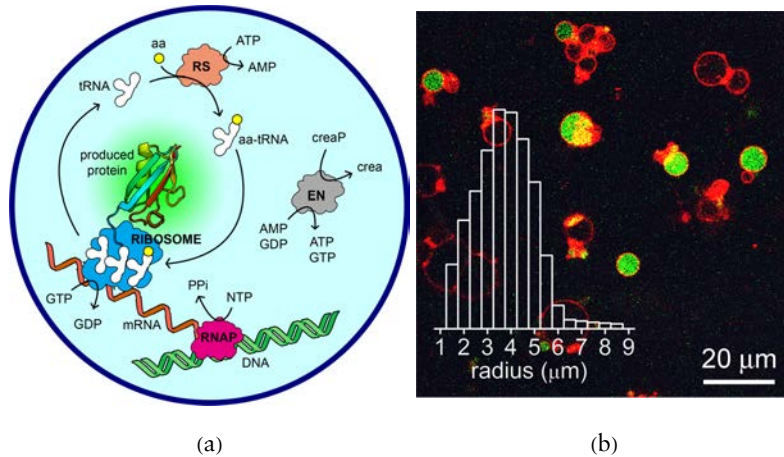 aa
ATP
RS
AMP
tRNA
aa-tRNA
produced
protein
creaP
crea
EN
RIBOSOME
AMP
GDP
ATP
GTP
GTP
GDP
mRNA
PPi
NTP
RNAP
DNA
1 2 3 4 5 6 7 8 9
radius (μm)
20 μm
(a)
(b)